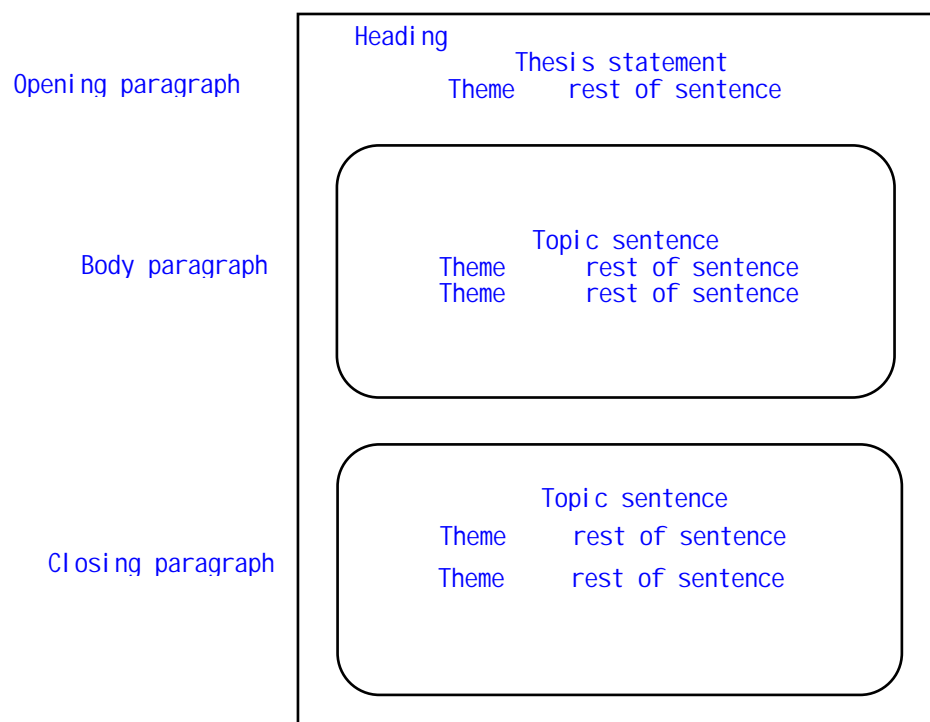 Heading
Thesis statement
Opening paragraph
Theme rest of sentence
Topic sentence
Body paragraph
Theme rest of sentence
Theme rest of sentence
Topic sentence
Theme rest of sentence
Closing paragraph
Theme rest of sentence